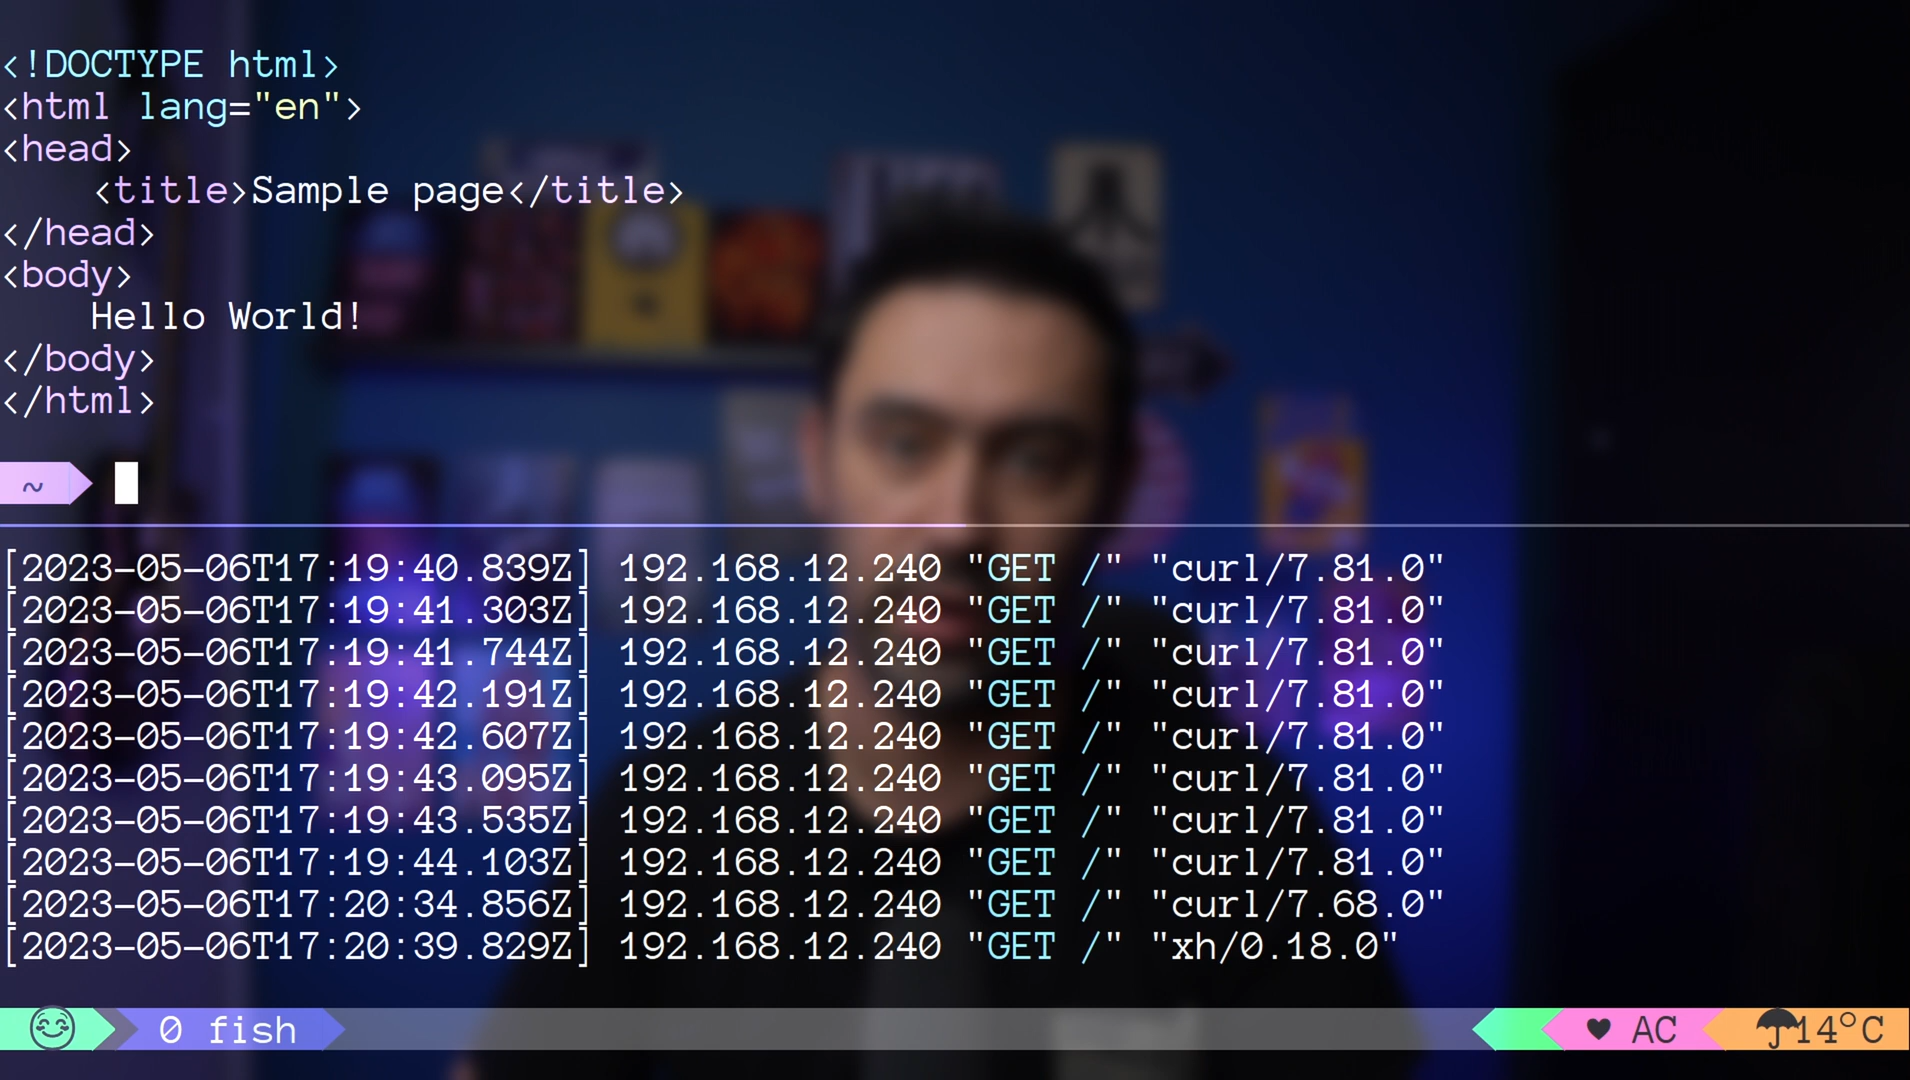 <!DOCTYPE html>
<html lang="en">
<head>
    <title>Sample page</title>
</head>
<body>
    Hello World!
</body>
</html>
~
[2023-05-06T17:19:40.839Z] 192.168.12.240 "GET /" "curl/7.81.0"
[2023-05-06T17:19:41.303Z] 192.168.12.240 "GET /" "curl/7.81.0"
[2023-05-06T17:19:41.744Z] 192.168.12.240 "GET /" "curl/7.81.0"
[2023-05-06T17:19:42.191Z] 192.168.12.240 "GET /" "curl/7.81.0"
[2023-05-06T17:19:42.607Z] 192.168.12.240 "GET /" "curl/7.81.0"
[2023-05-06T17:19:43.095Z] 192.168.12.240 "GET /" "curl/7.81.0"
[2023-05-06T17:19:43.535Z] 192.168.12.240 "GET /" "curl/7.81.0"
[2023-05-06T17:19:44.103Z] 192.168.12.240 "GET /" "curl/7.81.0"
[2023-05-06T17:20:34.856Z] 192.168.12.240 "GET /" "curl/7.68.0"
[2023-05-06T17:20:39.829Z] 192.168.12.240 "GET /" "xh/0.18.0"
0 fish ♥ AC ☂14°C